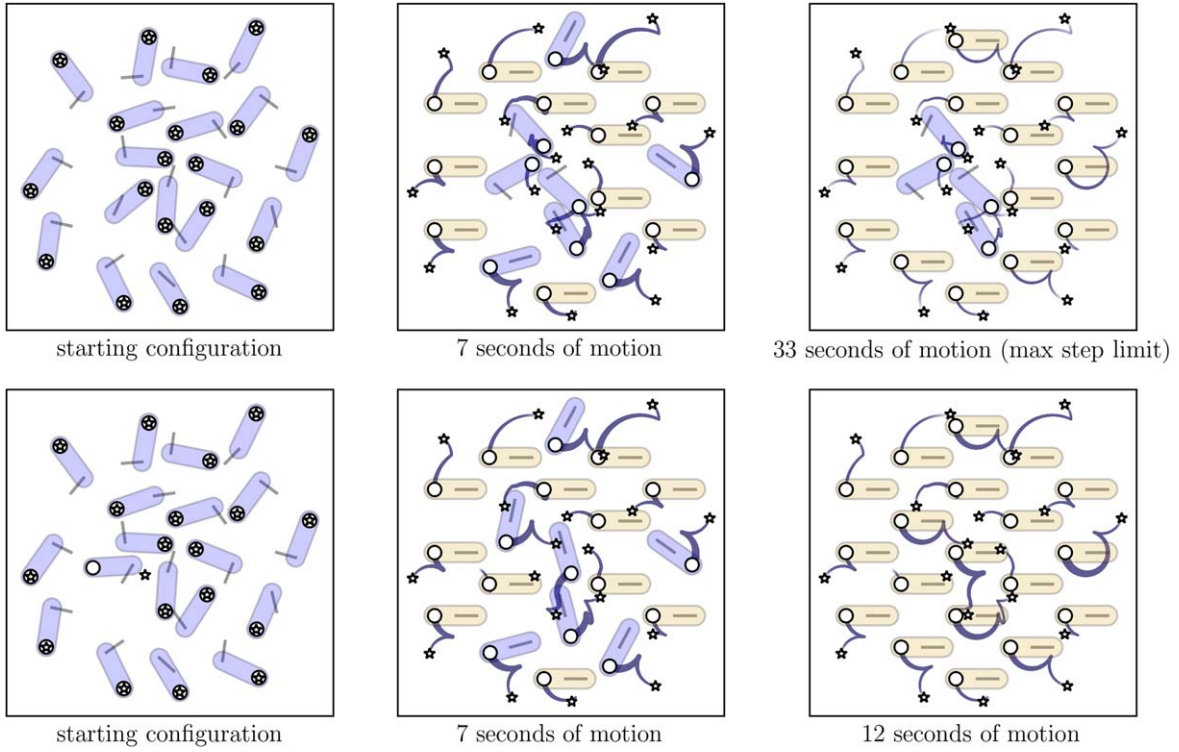 starting configuration
7 seconds of motion
33 seconds of motion (max step limit)
starting configuration
7 seconds of motion
12 seconds of motion